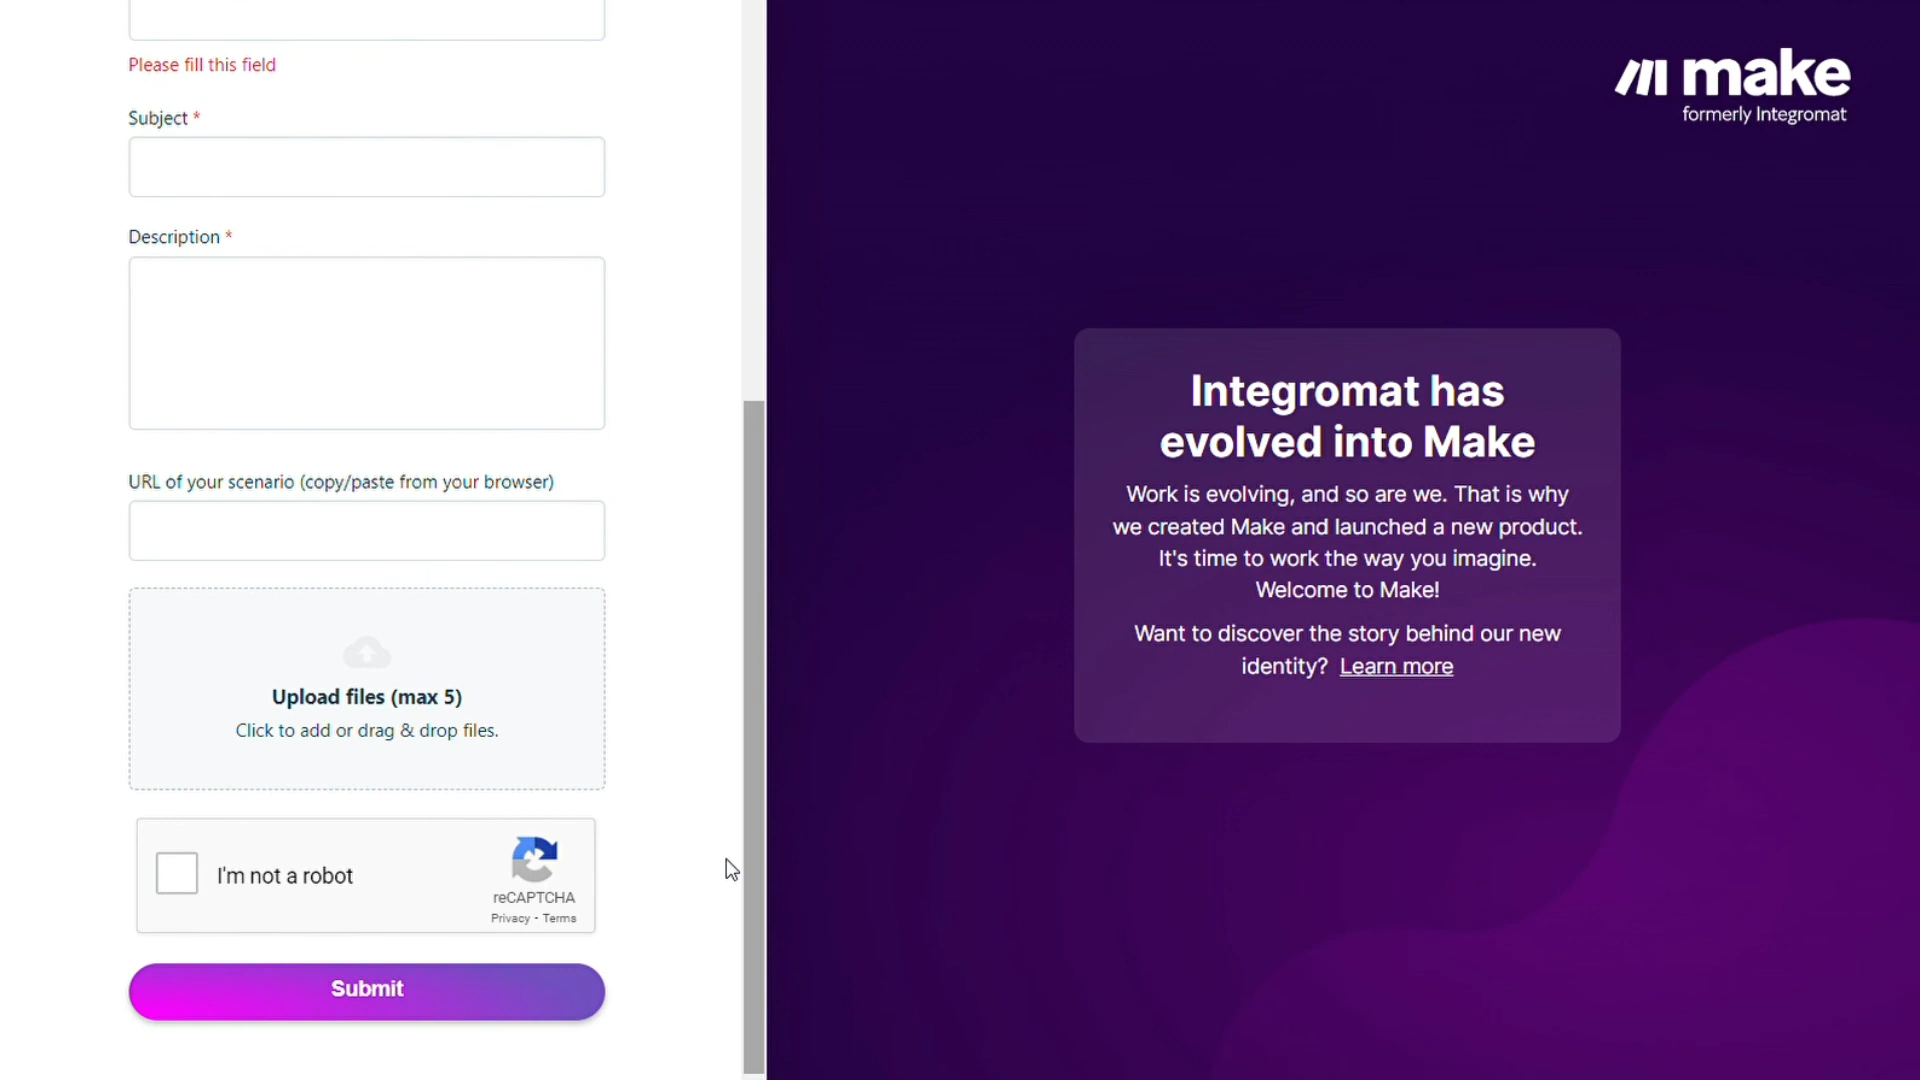 Please fill this field
Subject *
Description *
URL of your scenario (copy/paste from your browser)
Upload files (max 5)
Click to add or drag & drop files.
I'm not a robot
reCAPTCHA
Privacy - Terms
Submit
make
formerly Integromat
Integromat has
evolved into Make
Work is evolving, and so are we. That is why
we created Make and launched a new product.
It's time to work the way you imagine.
Welcome to Make!
Want to discover the story behind our new
identity? Learn more